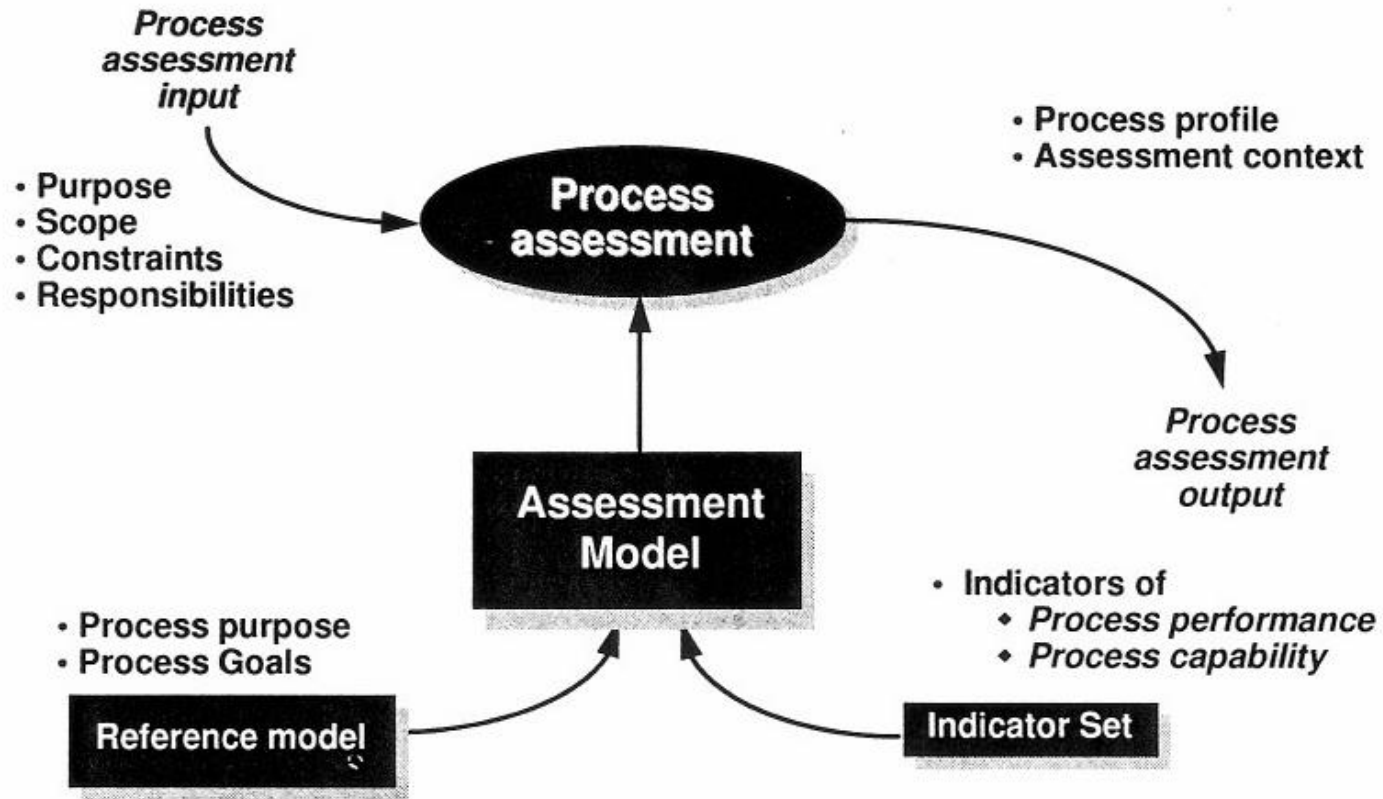 Process
assessment
input
• Purpose
• Scope
• Constraints
• Responsibilities
Process
assessment
• Process profile
• Assessment context
Process
assessment
output
Assessment
Model
• Process purpose
• Process Goals
Reference model
• Indicators of
◆ Process performance
◆ Process capability
Indicator Set